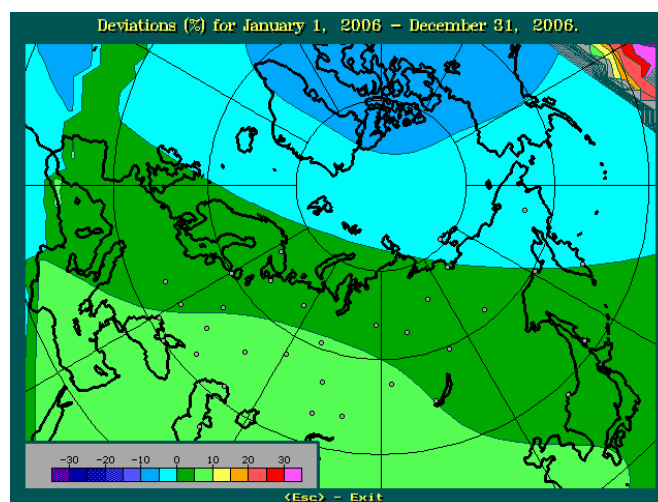 Deviations (%) for January 1, 2006 – December 31, 2006.
-30 -20 -10 0 10 20 30
<Esc> - Exit